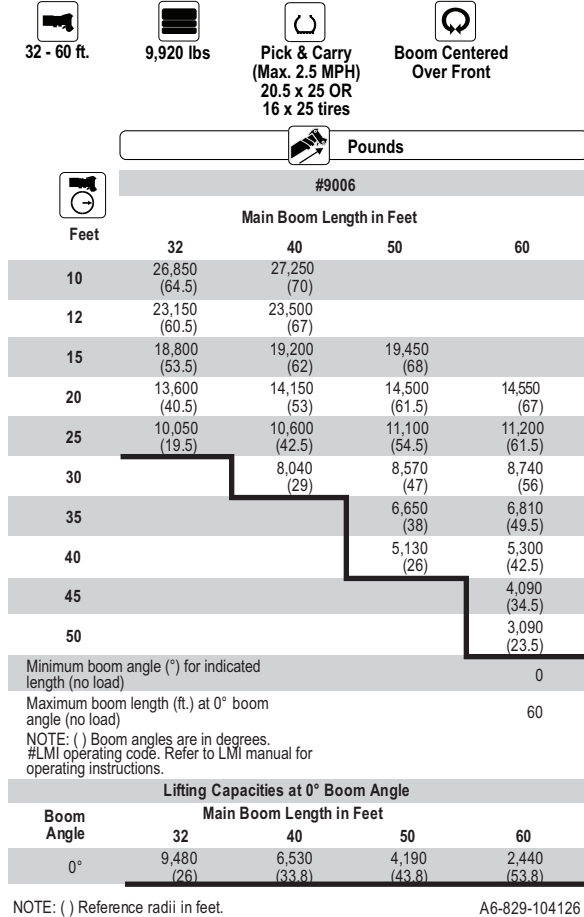 32 - 60 ft. 9,920 lbs Pick & Carry Boom Centered
(Max. 2.5 MPH) Over Front
20.5 x 25 OR
16 x 25 tires
Pounds
#9006
Feet
Main Boom Length in Feet
32 40 50 60
10 26,850 27,250
(64.5) (70)
12 23,150 23,500
(60.5) (67)
15 18,800 19,200 19,450
(53.5) (62) (68)
20 13,600 14,150 14,500 14,550
(40.5) (53) (61.5) (67)
25 10,050 10,600 11,100 11,200
(19.5) (42.5) (54.5) (61.5)
30 8,040 8,570 8,740
(29) (47) (56)
35 6,650 6,810
(38) (49.5)
40 5,130 5,300
(26) (42.5)
45 4,090
(34.5)
50 3,090
(23.5)
Minimum boom angle (°) for indicated
length (no load) 0
Maximum boom length (ft.) at 0° boom
angle (no load) 60
NOTE: ( ) Boom angles are in degrees.
#LMI operating code. Refer to LMI manual for
operating instructions.
Lifting Capacities at 0° Boom Angle
Boom
Angle
Main Boom Length in Feet
32 40 50 60
0° 9,480 6,530 4,190 2,440
(26) (33.8) (43.8) (53.8)
NOTE: ( ) Reference radii in feet. A6-829-104126